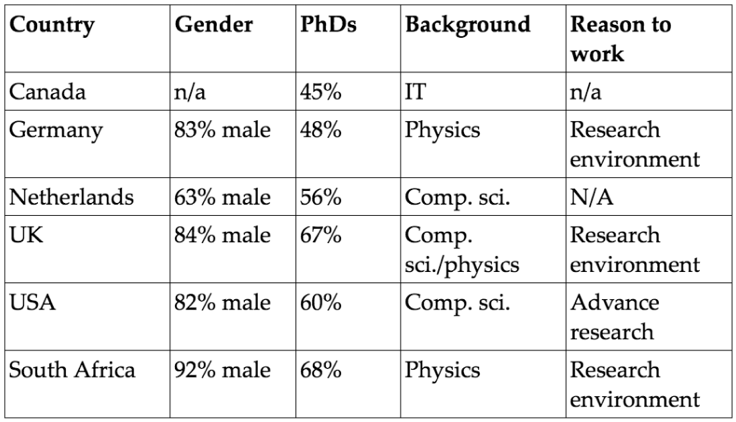 Country Gender PhDs Background Reason to
work
Canada n/a 45% IT n/a
Germany 83% male 48% Physics Research
environment
Netherlands 63% male 56% Comp. sci. N/A
UK 84% male 67% Comp. Research
sci./physics environment
USA 82% male 60% Comp. sci. Advance
research
South Africa 92% male 68% Physics Research
environment